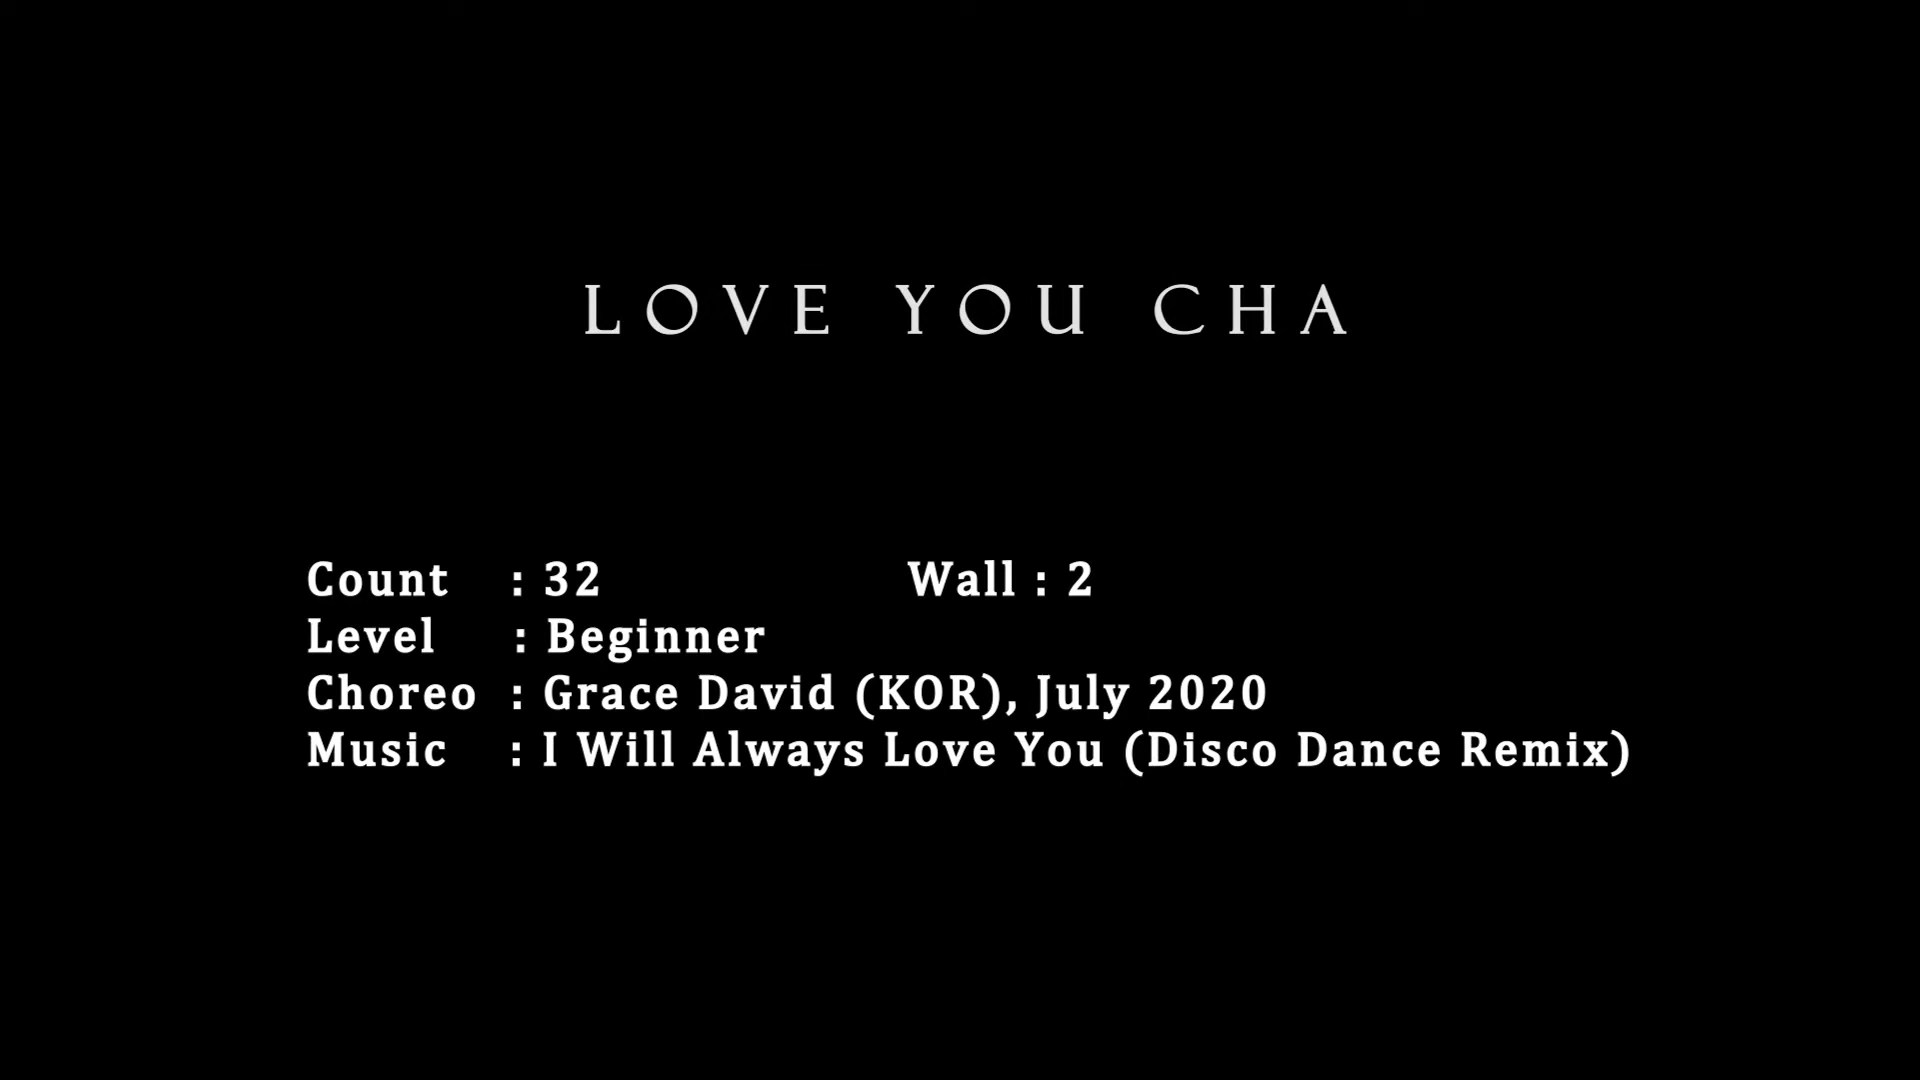 LOVE YOU CHA
Count : 32 Wall : 2
Level : Beginner
Choreo : Grace David (KOR), July 2020
Music : I Will Always Love You (Disco Dance Remix)